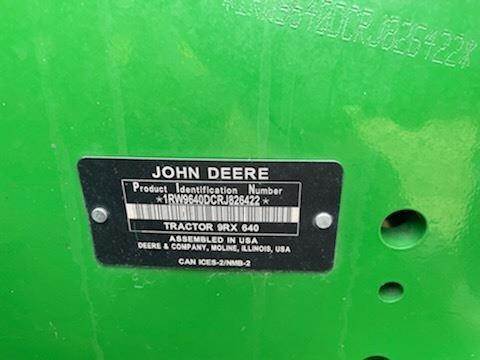 *1RW9640DCRJ826422*
JOHN DEERE
Product Identification Number
*1RW9640DCRJ826422*
TRACTOR 9RX 640
ASSEMBLED IN USA
DEERE & COMPANY, MOLINE, ILLINOIS, USA
CAN ICES-2/NMB-2